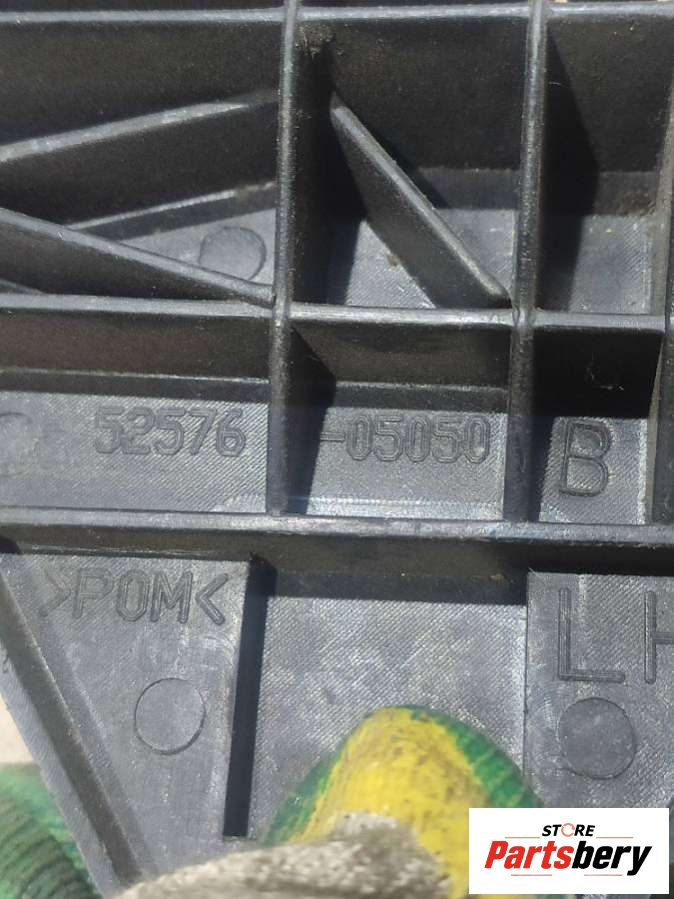 52576 -05050 B
>POM< LH
STORE
Partsbery